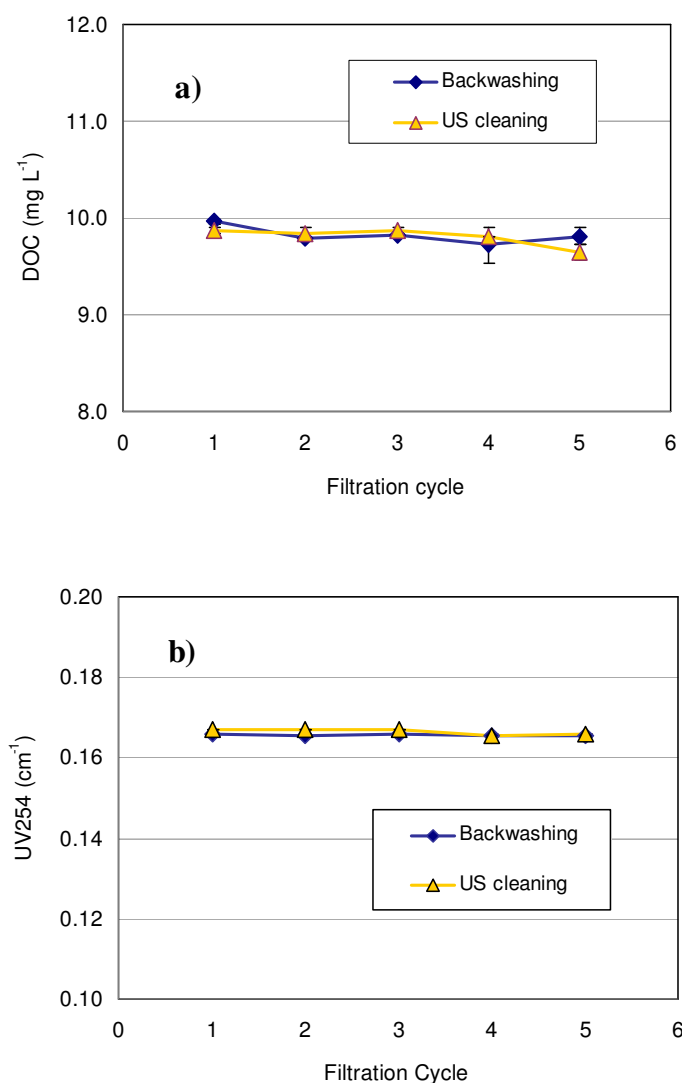 12.0
a)
Backwashing
US cleaning
11.0
10.0
9.0
8.0
DOC (mg L⁻¹)
0 1 2 3 4 5 6
Filtration cycle
0.20
b)
0.18
0.16
0.14
0.12
0.10
UV254 (cm⁻¹)
Backwashing
US cleaning
0 1 2 3 4 5 6
Filtration Cycle